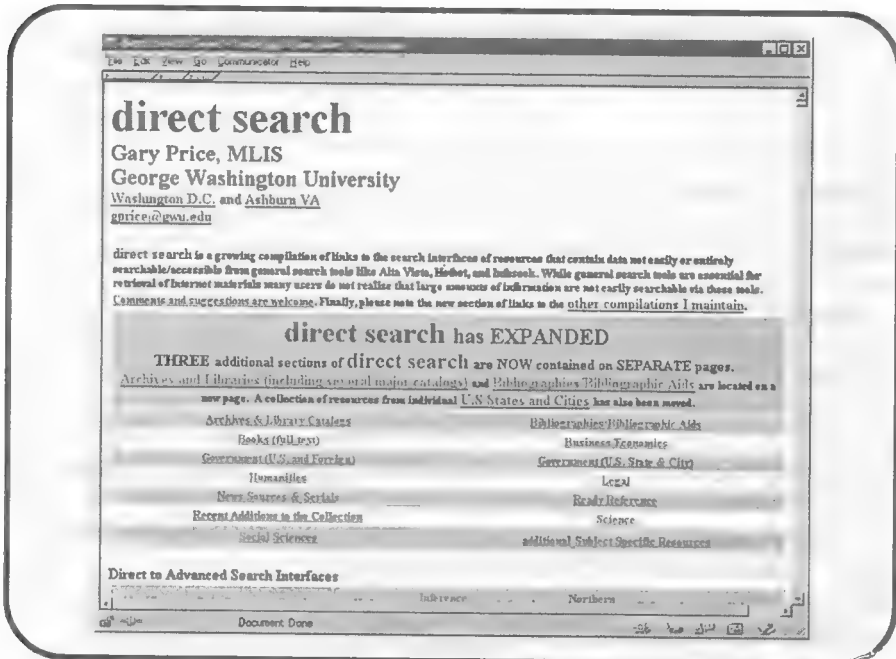 File Edit View Go Communicator Help
direct search
Gary Price, MLIS
George Washington University
Washington D.C. and Ashburn VA
gprice@gwu.edu
direct search is a growing compilation of links to the search interfaces of resources that contain data not easily or entirely
searchable/accessible from general search tools like Alta Vista, Hotbot, and Infoseek. While general search tools are essential for
retrieval of Internet materials many users do not realize that large amounts of information are not easily searchable via these tools.
Comments and suggestions are welcome. Finally, please note the new section of links to the other compilations I maintain.
direct search has EXPANDED
THREE additional sections of direct search are NOW contained on SEPARATE pages.
Archives and Libraries (including several major catalogs) and Bibliographies/Bibliographic Aids are located on a
new page. A collection of resources from individual U.S States and Cities has also been moved.
Archives & Library Catalogs Bibliographies/Bibliographic Aids
Books (full text) Business/Economics
Government (U.S. and Foreign) Government (U.S. State & City)
Humanities Legal
News Sources & Serials Ready Reference
Recent Additions to the Collection Science
Social Sciences additional Subject Specific Resources
Direct to Advanced Search Interfaces
Inference Northern
Document Done